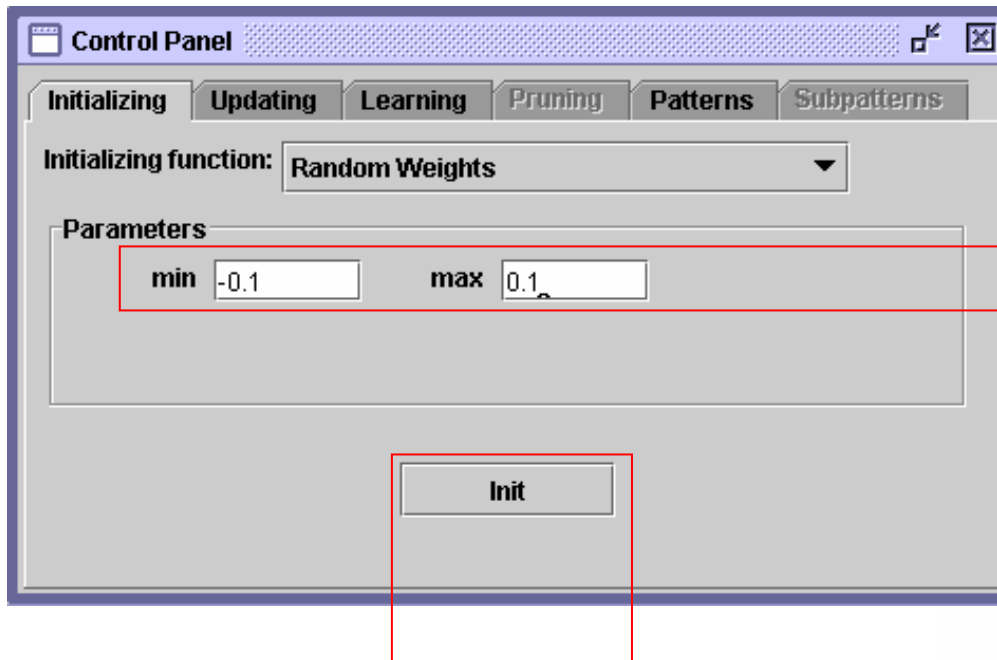 Control Panel
Initializing Updating Learning Pruning Patterns Subpatterns
Initializing function: Random Weights
Parameters
min -0.1 max 0.1
Init